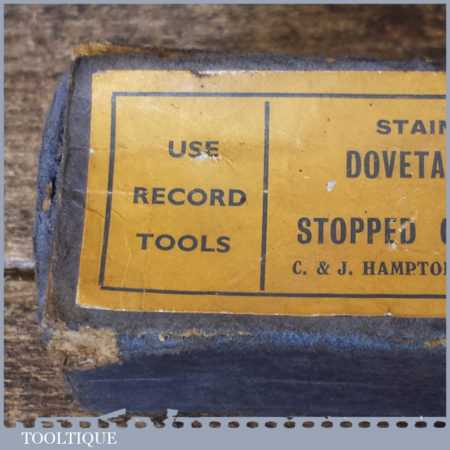 USE
RECORD
TOOLS
STAIN
DOVETA
STOPPED
C. & J. HAMPTON
TOOLTIQUE